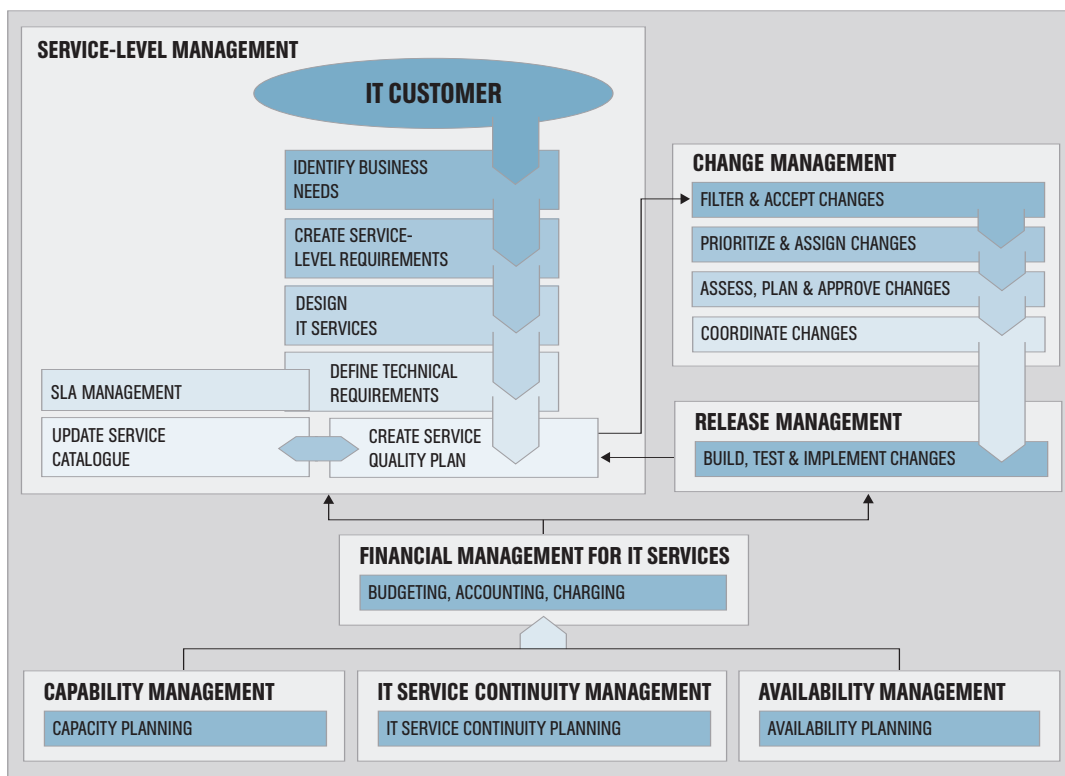 SERVICE-LEVEL MANAGEMENT
IT CUSTOMER
IDENTIFY BUSINESS
NEEDS
CREATE SERVICE-
LEVEL REQUIREMENTS
DESIGN
IT SERVICES
DEFINE TECHNICAL
REQUIREMENTS
SLA MANAGEMENT
UPDATE SERVICE
CATALOGUE
CREATE SERVICE
QUALITY PLAN
CHANGE MANAGEMENT
FILTER & ACCEPT CHANGES
PRIORITIZE & ASSIGN CHANGES
ASSESS, PLAN & APPROVE CHANGES
COORDINATE CHANGES
RELEASE MANAGEMENT
BUILD, TEST & IMPLEMENT CHANGES
FINANCIAL MANAGEMENT FOR IT SERVICES
BUDGETING, ACCOUNTING, CHARGING
CAPABILITY MANAGEMENT
CAPACITY PLANNING
IT SERVICE CONTINUITY MANAGEMENT
IT SERVICE CONTINUITY PLANNING
AVAILABILITY MANAGEMENT
AVAILABILITY PLANNING